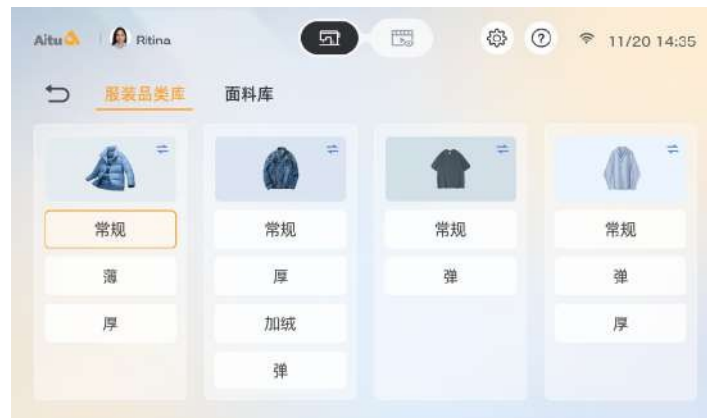 Aitu Ritina 11/20 14:35
服装品类库 面料库
常规 常规 常规 常规
薄 厚 弹 弹
厚 加绒 厚
弹